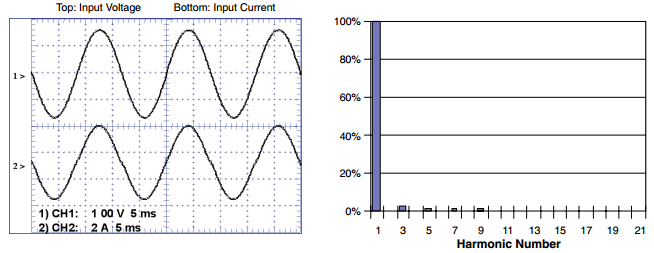 Top: Input Voltage Bottom: Input Current
1 >
2 >
1) CH1: 1 00 V 5 ms
2) CH2: 2 A 5 ms
100%
80%
60%
40%
20%
0%
1 3 5 7 9 11 13 15 17 19 21
Harmonic Number